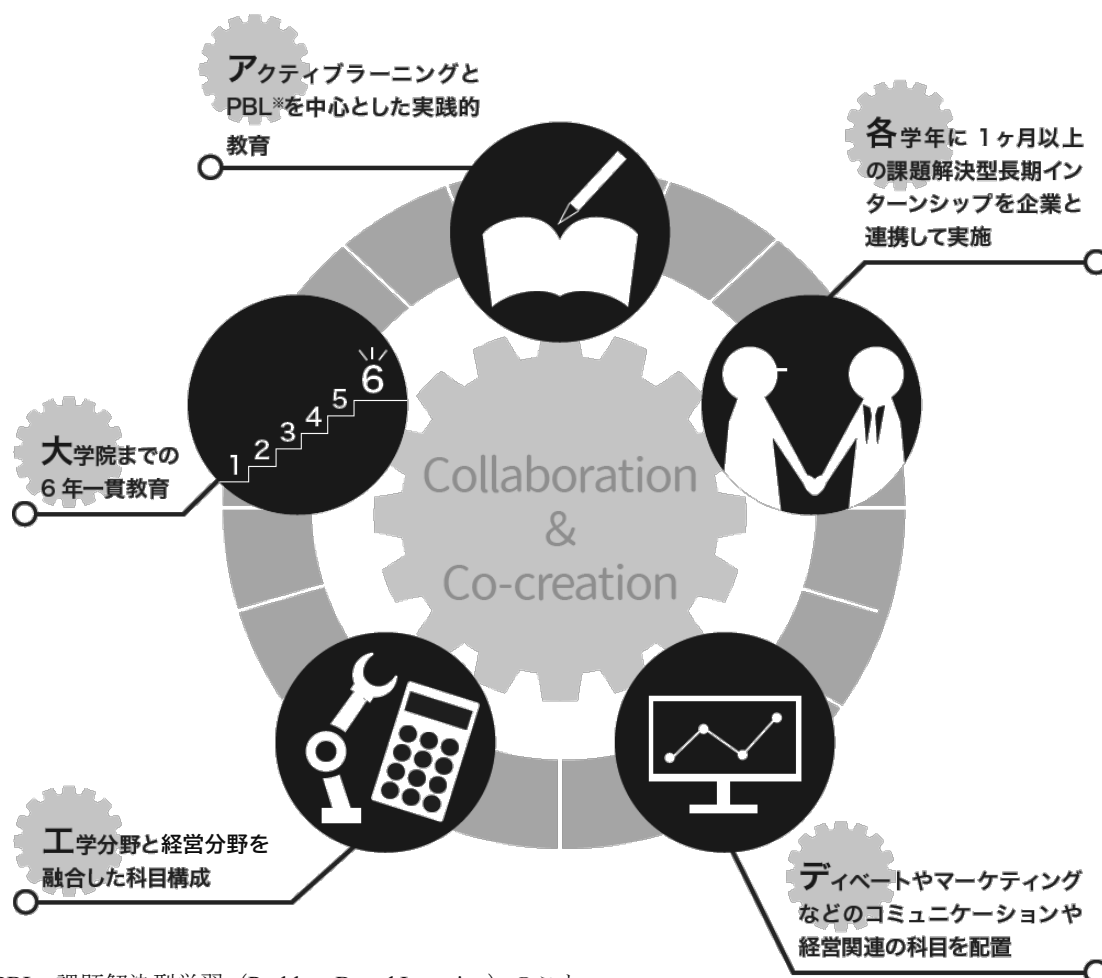 アクティブラーニングと
PBL※を中心とした実践的
教育
各学年に 1ヶ月以上
の課題解決型長期イン
ターンシップを企業と
連携して実施
1 2 3 4 5 6
大学院までの
6 年一貫教育
Collaboration
&
Co-creation
工学分野と経営分野を
融合した科目構成
ディベートやマーケティング
などのコミュニケーションや
経営関連の科目を配置